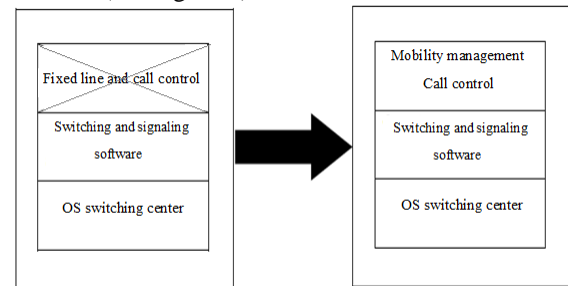 Fixed line and call control
Switching and signaling
software
OS switching center
Mobility management
Call control
Switching and signaling
software
OS switching center